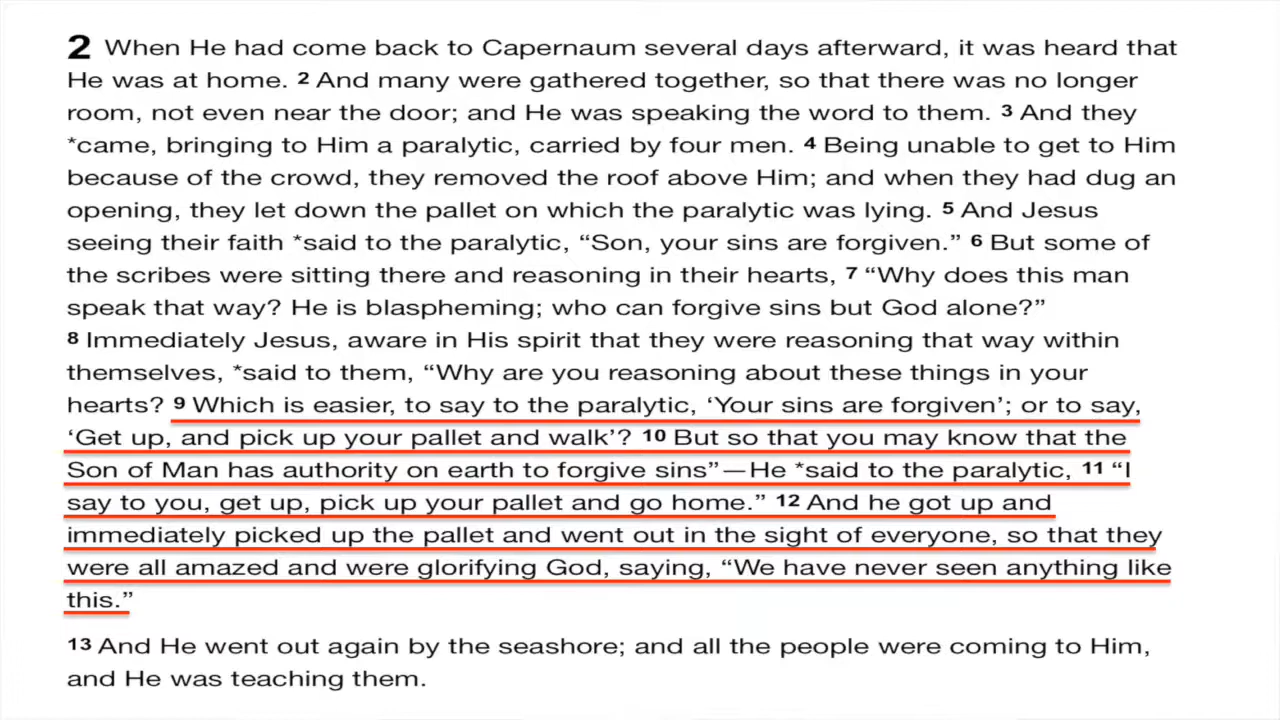 2 When He had come back to Capernaum several days afterward, it was heard that
He was at home. 2 And many were gathered together, so that there was no longer
room, not even near the door; and He was speaking the word to them. 3 And they
*came, bringing to Him a paralytic, carried by four men. 4 Being unable to get to Him
because of the crowd, they removed the roof above Him; and when they had dug an
opening, they let down the pallet on which the paralytic was lying. 5 And Jesus
seeing their faith *said to the paralytic, “Son, your sins are forgiven.” 6 But some of
the scribes were sitting there and reasoning in their hearts, 7 “Why does this man
speak that way? He is blaspheming; who can forgive sins but God alone?”
8 Immediately Jesus, aware in His spirit that they were reasoning that way within
themselves, *said to them, “Why are you reasoning about these things in your
hearts? 9 Which is easier, to say to the paralytic, ‘Your sins are forgiven’; or to say,
‘Get up, and pick up your pallet and walk’? 10 But so that you may know that the
Son of Man has authority on earth to forgive sins”—He *said to the paralytic, 11 “I
say to you, get up, pick up your pallet and go home.” 12 And he got up and
immediately picked up the pallet and went out in the sight of everyone, so that they
were all amazed and were glorifying God, saying, “We have never seen anything like
this.”
13 And He went out again by the seashore; and all the people were coming to Him,
and He was teaching them.